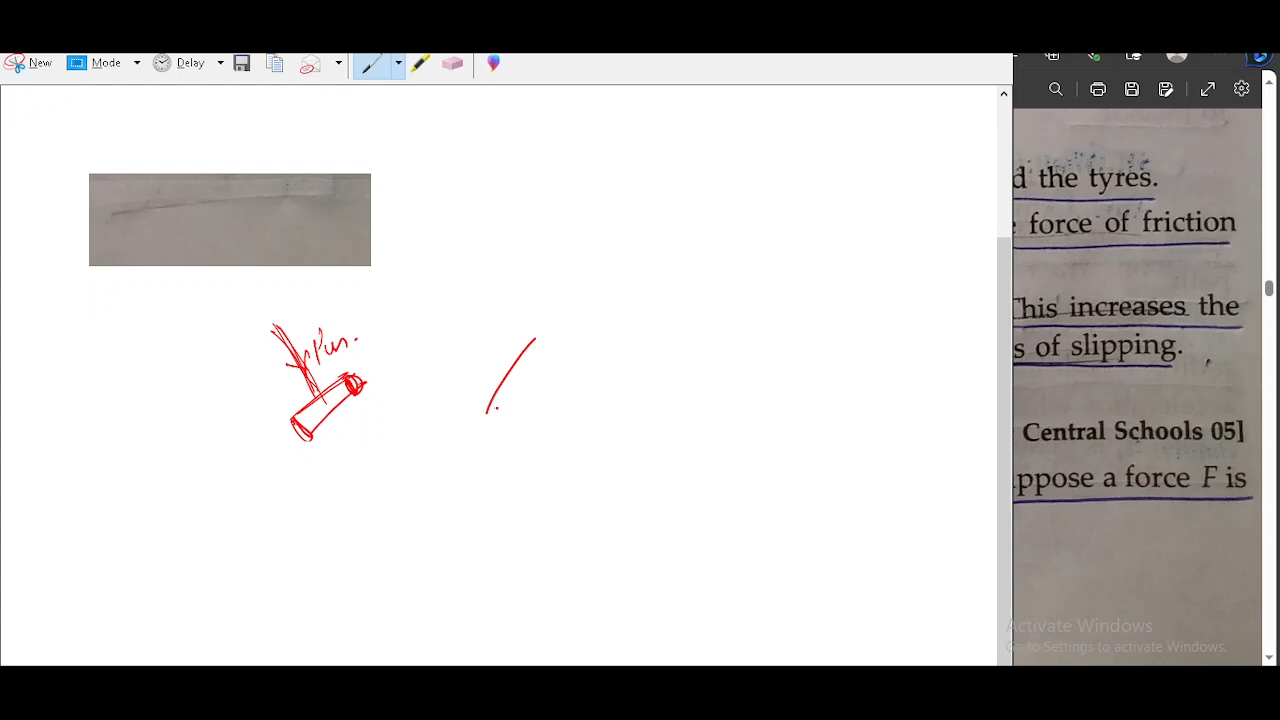 New Mode Delay
d the tyres.
force of friction
This increases the
s of slipping.
Central Schools 05]
ppose a force F is
Activate Windows
Go to Settings to activate Windows.